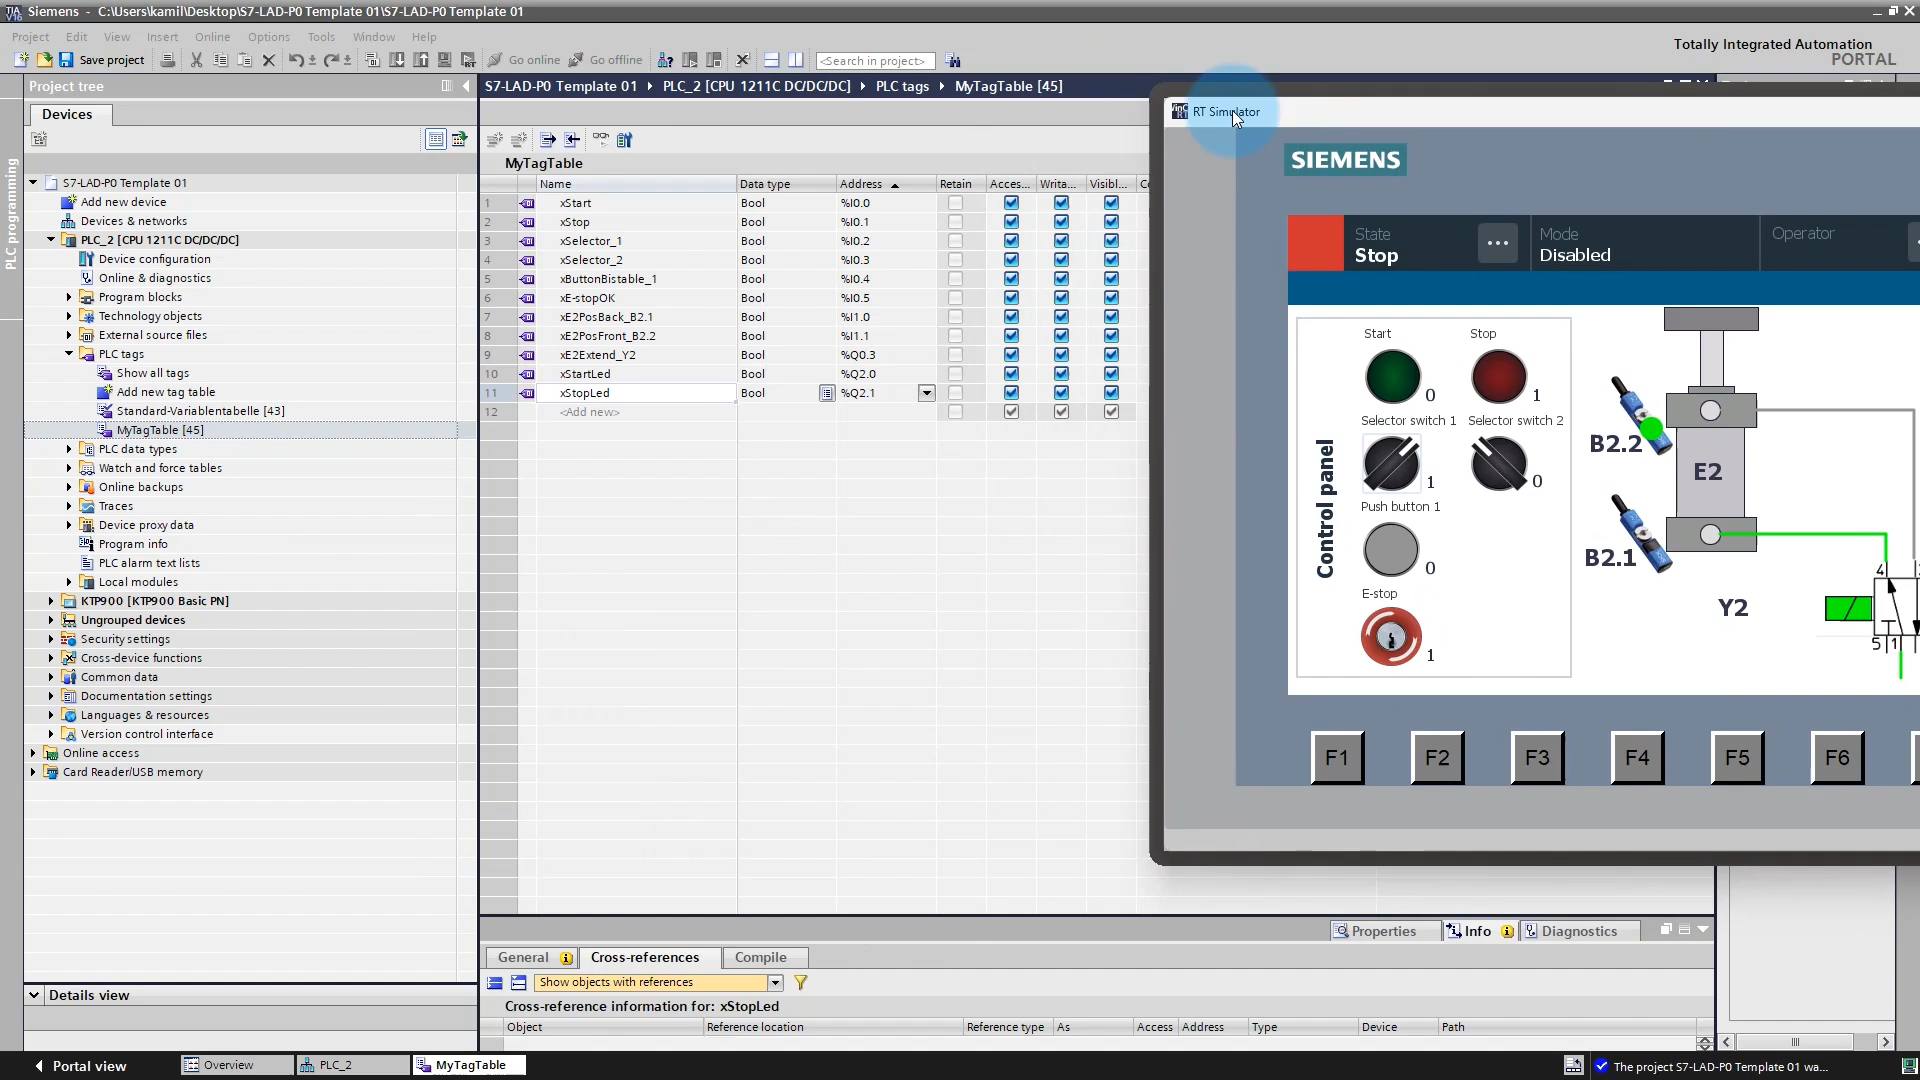 Siemens - C:\Users\kamil\Desktop\S7-LAD-P0 Template 01\S7-LAD-P0 Template 01
Project Edit View Insert Online Options Tools Window Help
Save project Go online Go offline <Search in project>
Totally Integrated Automation
PORTAL
Project tree
S7-LAD-P0 Template 01 PLC_2 [CPU 1211C DC/DC/DC] PLC tags MyTagTable [45]
Devices
PLC programming
S7-LAD-P0 Template 01
Add new device
Devices & networks
PLC_2 [CPU 1211C DC/DC/DC]
Device configuration
Online & diagnostics
Program blocks
Technology objects
External source files
PLC tags
Show all tags
Add new tag table
Standard-Variablentabelle [43]
MyTagTable [45]
PLC data types
Watch and force tables
Online backups
Traces
Device proxy data
Program info
PLC alarm text lists
Local modules
KTP900 [KTP900 Basic PN]
Ungrouped devices
Security settings
Cross-device functions
Common data
Documentation settings
Languages & resources
Version control interface
Online access
Card Reader/USB memory
Details view
MyTagTable
Name Data type Address Retain Acces... Writa... Visibl...
1 xStart Bool %I0.0
2 xStop Bool %I0.1
3 xSelector_1 Bool %I0.2
4 xSelector_2 Bool %I0.3
5 xButtonBistable_1 Bool %I0.4
6 xE-stopOK Bool %I0.5
7 xE2PosBack_B2.1 Bool %I1.0
8 xE2PosFront_B2.2 Bool %I1.1
9 xE2Extend_Y2 Bool %Q0.3
10 xStartLed Bool %Q2.0
11 xStopLed Bool %Q2.1
12 <Add new>
RT Simulator
SIEMENS
State
Stop
...
Mode
Disabled
Operator
Control panel
Start Stop
0 1
Selector switch 1 Selector switch 2
1 0
Push button 1
0
E-stop
1
B2.2
E2
B2.1
Y2
4
5 1
F1 F2 F3 F4 F5 F6
Properties Info Diagnostics
General Cross-references Compile
Show objects with references
Cross-reference information for: xStopLed
Object Reference location Reference type As Access Address Type Device Path
Portal view Overview PLC_2 MyTagTable The project S7-LAD-P0 Template 01 wa...